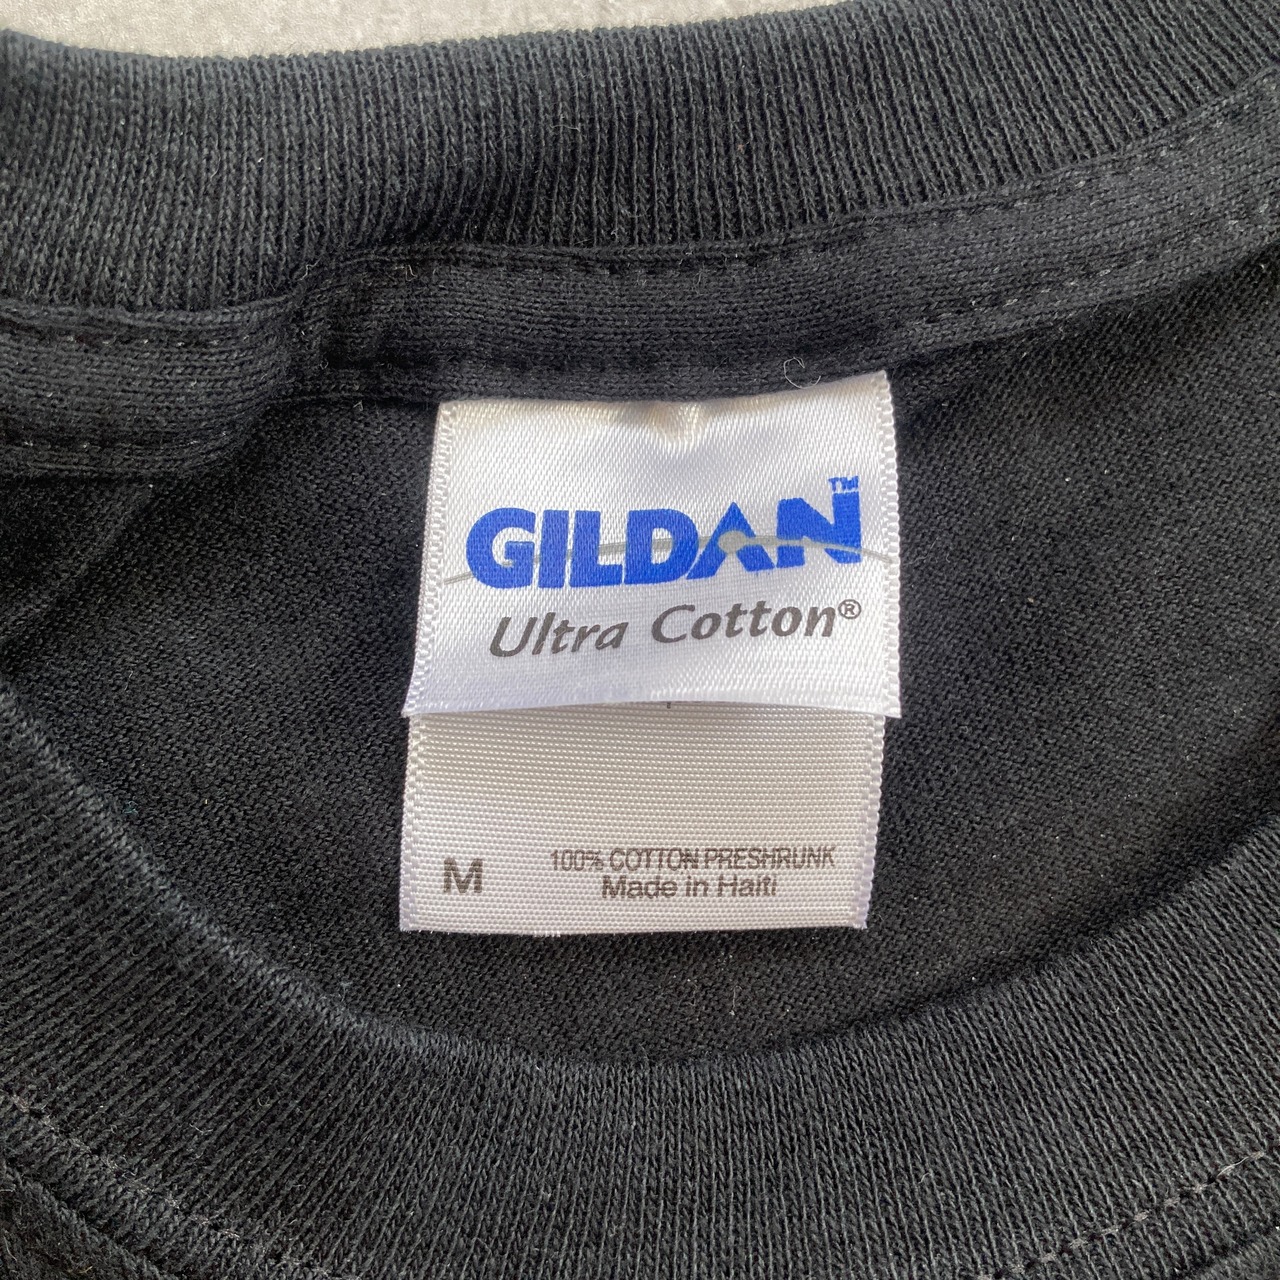 GILDAN™
Ultra Cotton®
M
100% COTTON PRESHRUNK
Made in Haiti